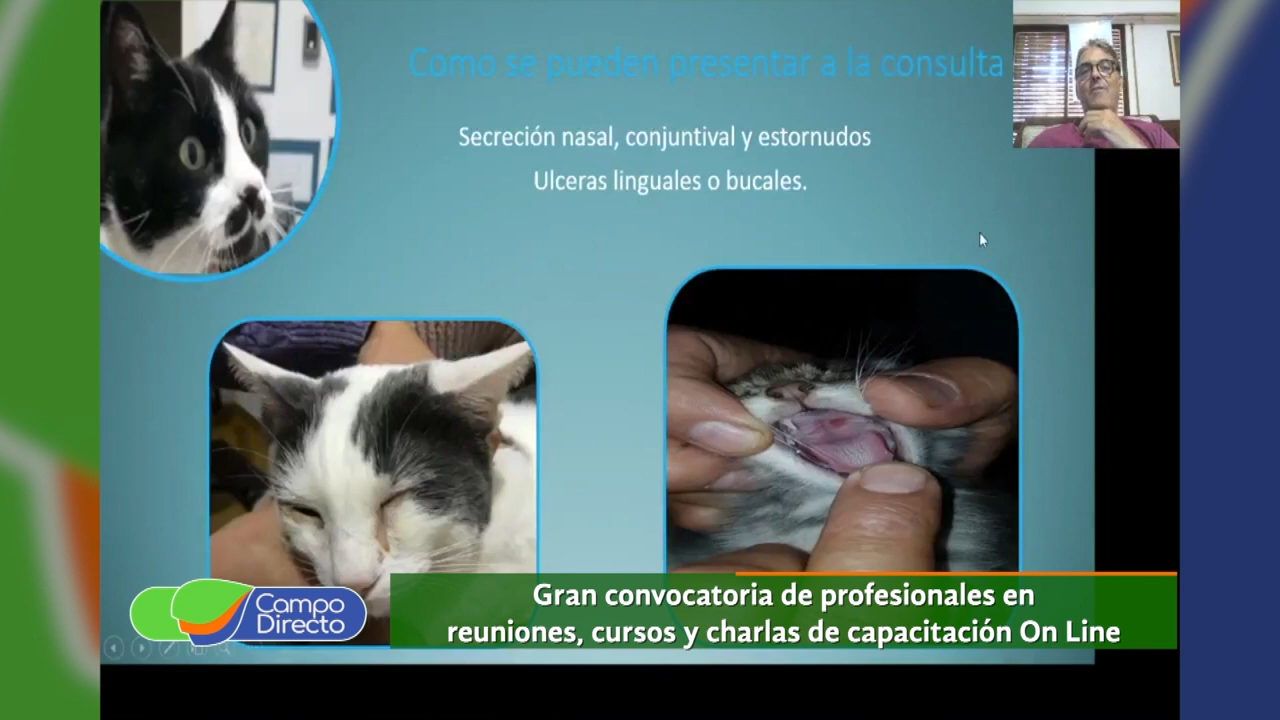 Como se pueden presentar a la consulta
Secreción nasal, conjuntival y estornudos
Ulceras linguales o bucales.
Campo
Directo
Gran convocatoria de profesionales en
reuniones, cursos y charlas de capacitación On Line